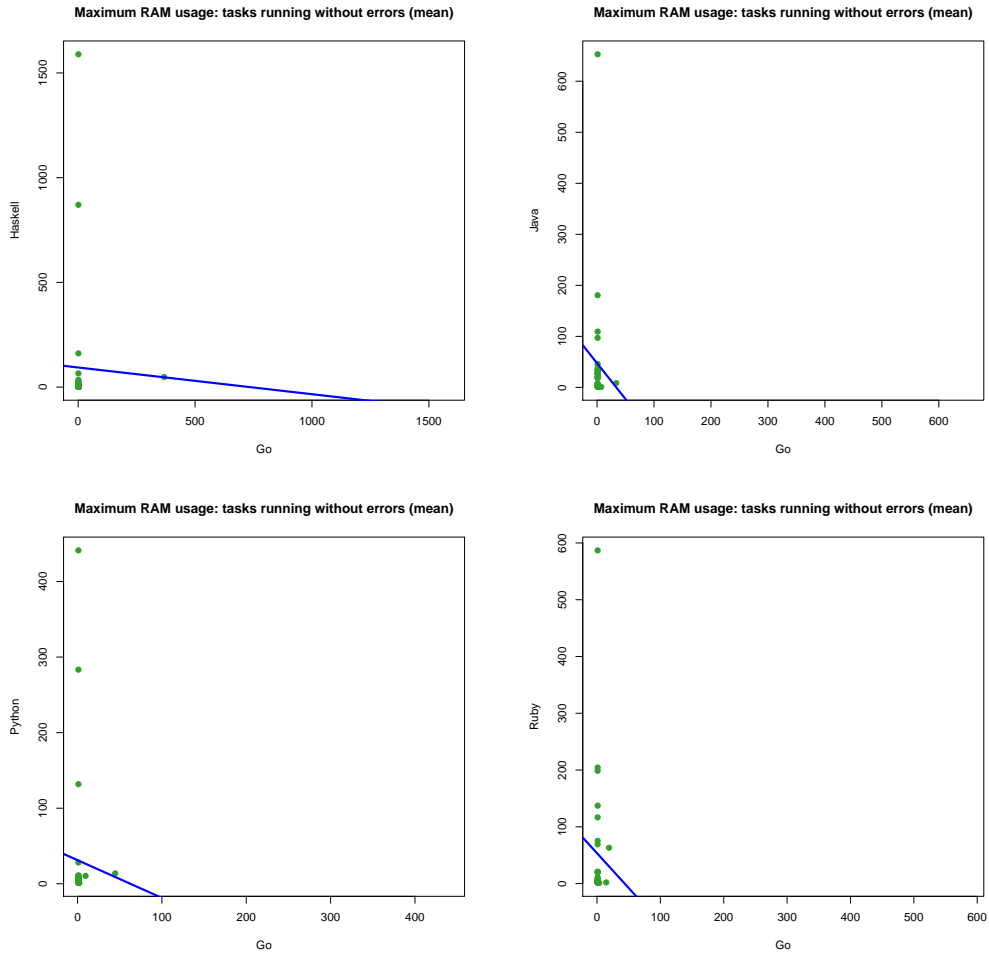 Maximum RAM usage: tasks running without errors (mean)
1500
1000
500
0
Haskell
0 500 1000 1500
Go
Maximum RAM usage: tasks running without errors (mean)
600
500
400
300
200
100
0
Java
0 100 200 300 400 500 600
Go
Maximum RAM usage: tasks running without errors (mean)
400
300
200
100
0
Python
0 100 200 300 400
Go
Maximum RAM usage: tasks running without errors (mean)
600
500
400
300
200
100
0
Ruby
0 100 200 300 400 500 600
Go